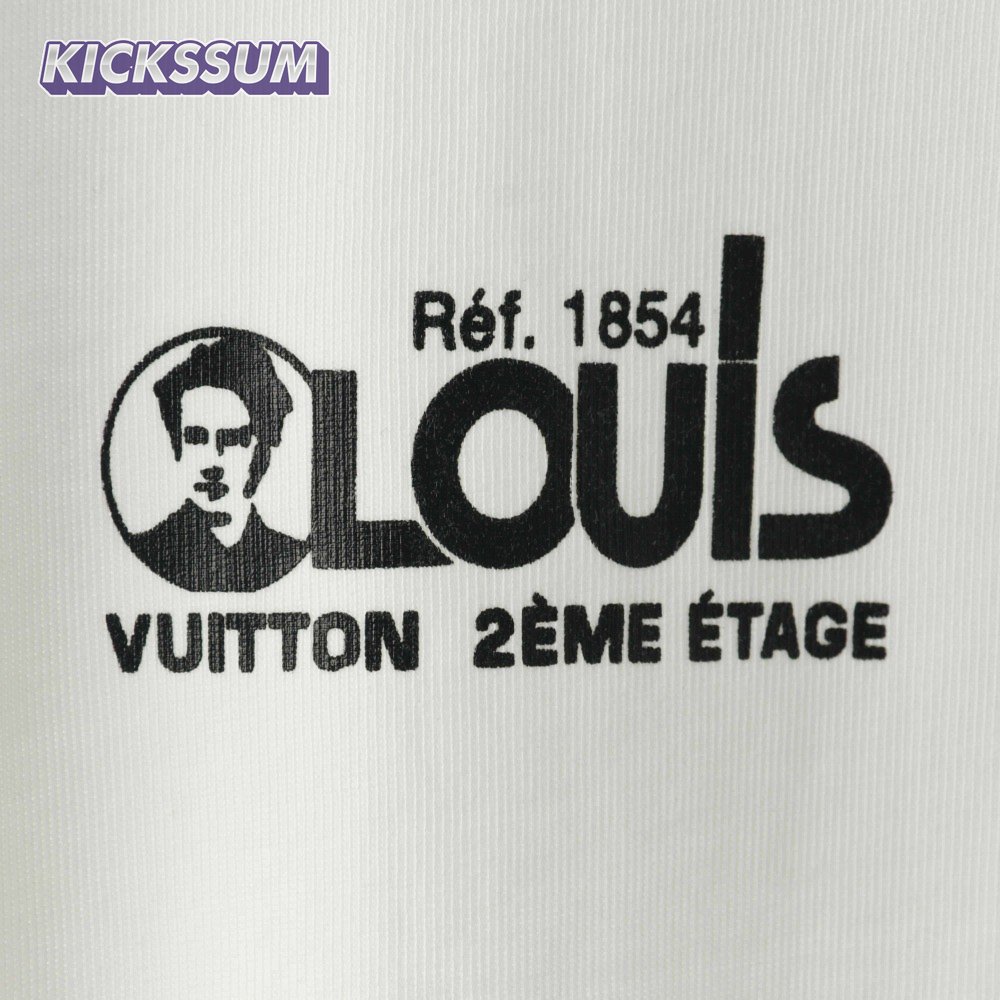 KICKSSUM
Réf. 1854
LOUIS
VUITTON 2ÈME ÉTAGE